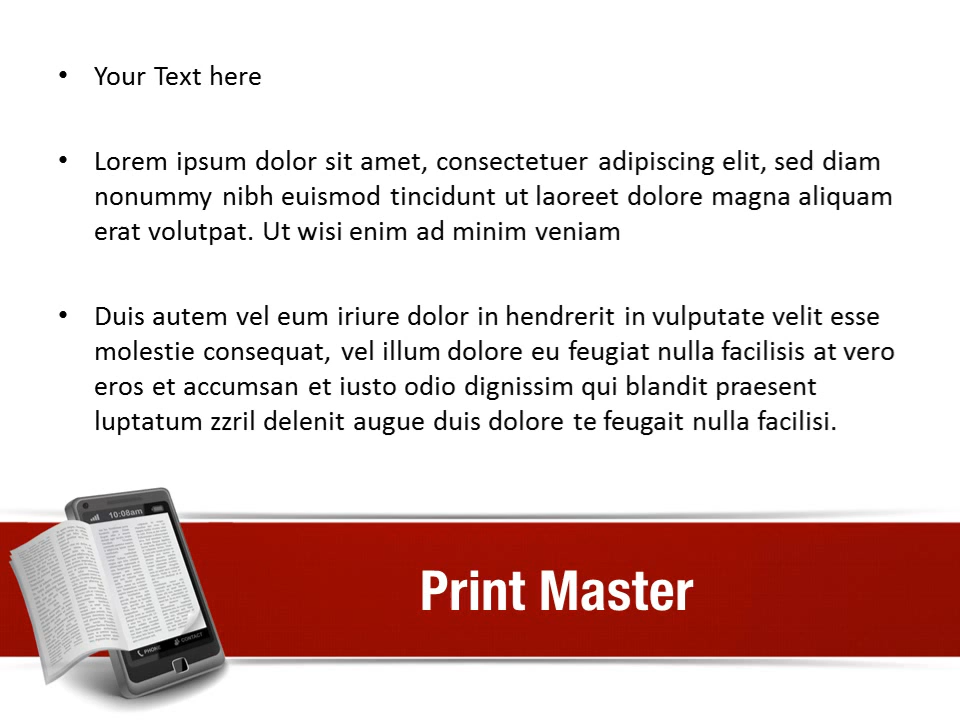 • Your Text here
• Lorem ipsum dolor sit amet, consectetuer adipiscing elit, sed diam
nonummy nibh euismod tincidunt ut laoreet dolore magna aliquam
erat volutpat. Ut wisi enim ad minim veniam
• Duis autem vel eum iriure dolor in hendrerit in vulputate velit esse
molestie consequat, vel illum dolore eu feugiat nulla facilisis at vero
eros et accumsan et iusto odio dignissim qui blandit praesent
luptatum zzril delenit augue duis dolore te feugait nulla facilisi.
10:08am
Print Master
PHONE CONTACT